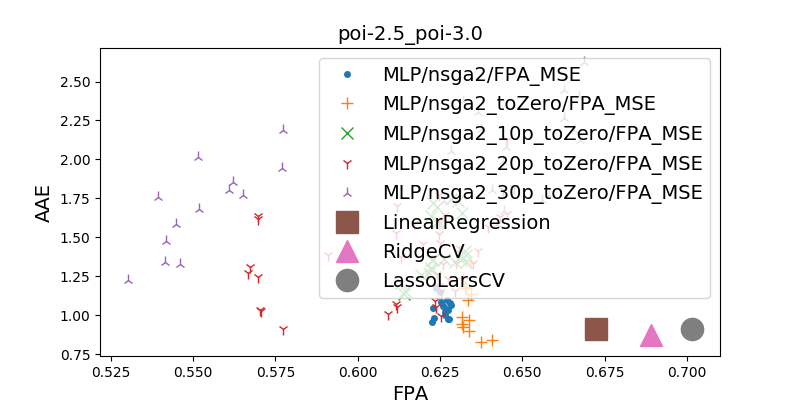 poi-2.5_poi-3.0
AAE
2.50
2.25
2.00
1.75
1.50
1.25
1.00
0.75
MLP/nsga2/FPA_MSE
MLP/nsga2_toZero/FPA_MSE
MLP/nsga2_10p_toZero/FPA_MSE
MLP/nsga2_20p_toZero/FPA_MSE
MLP/nsga2_30p_toZero/FPA_MSE
LinearRegression
RidgeCV
LassoLarsCV
0.525 0.550 0.575 0.600 0.625 0.650 0.675 0.700
FPA